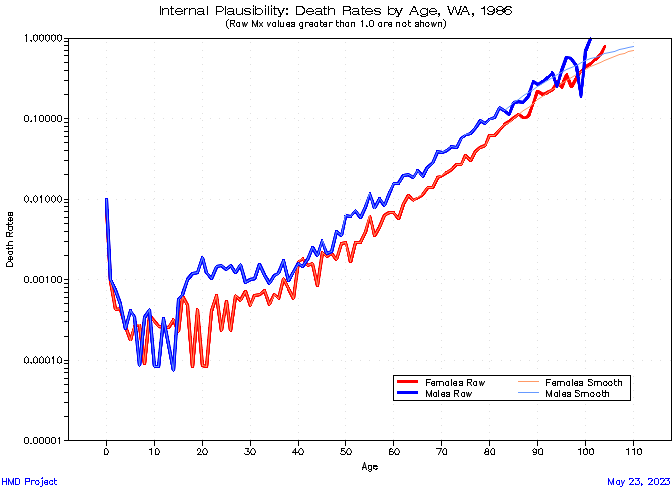 Internal Plausibility: Death Rates by Age, WA, 1986
(Raw Mx values greater than 1.0 are not shown)
1.00000
0.10000
0.01000
0.00100
0.00010
0.00001
Death Rates
Females Raw
Females Smooth
Males Raw
Males Smooth
0 10 20 30 40 50 60 70 80 90 100 110
Age
HMD Project
May 23, 2023